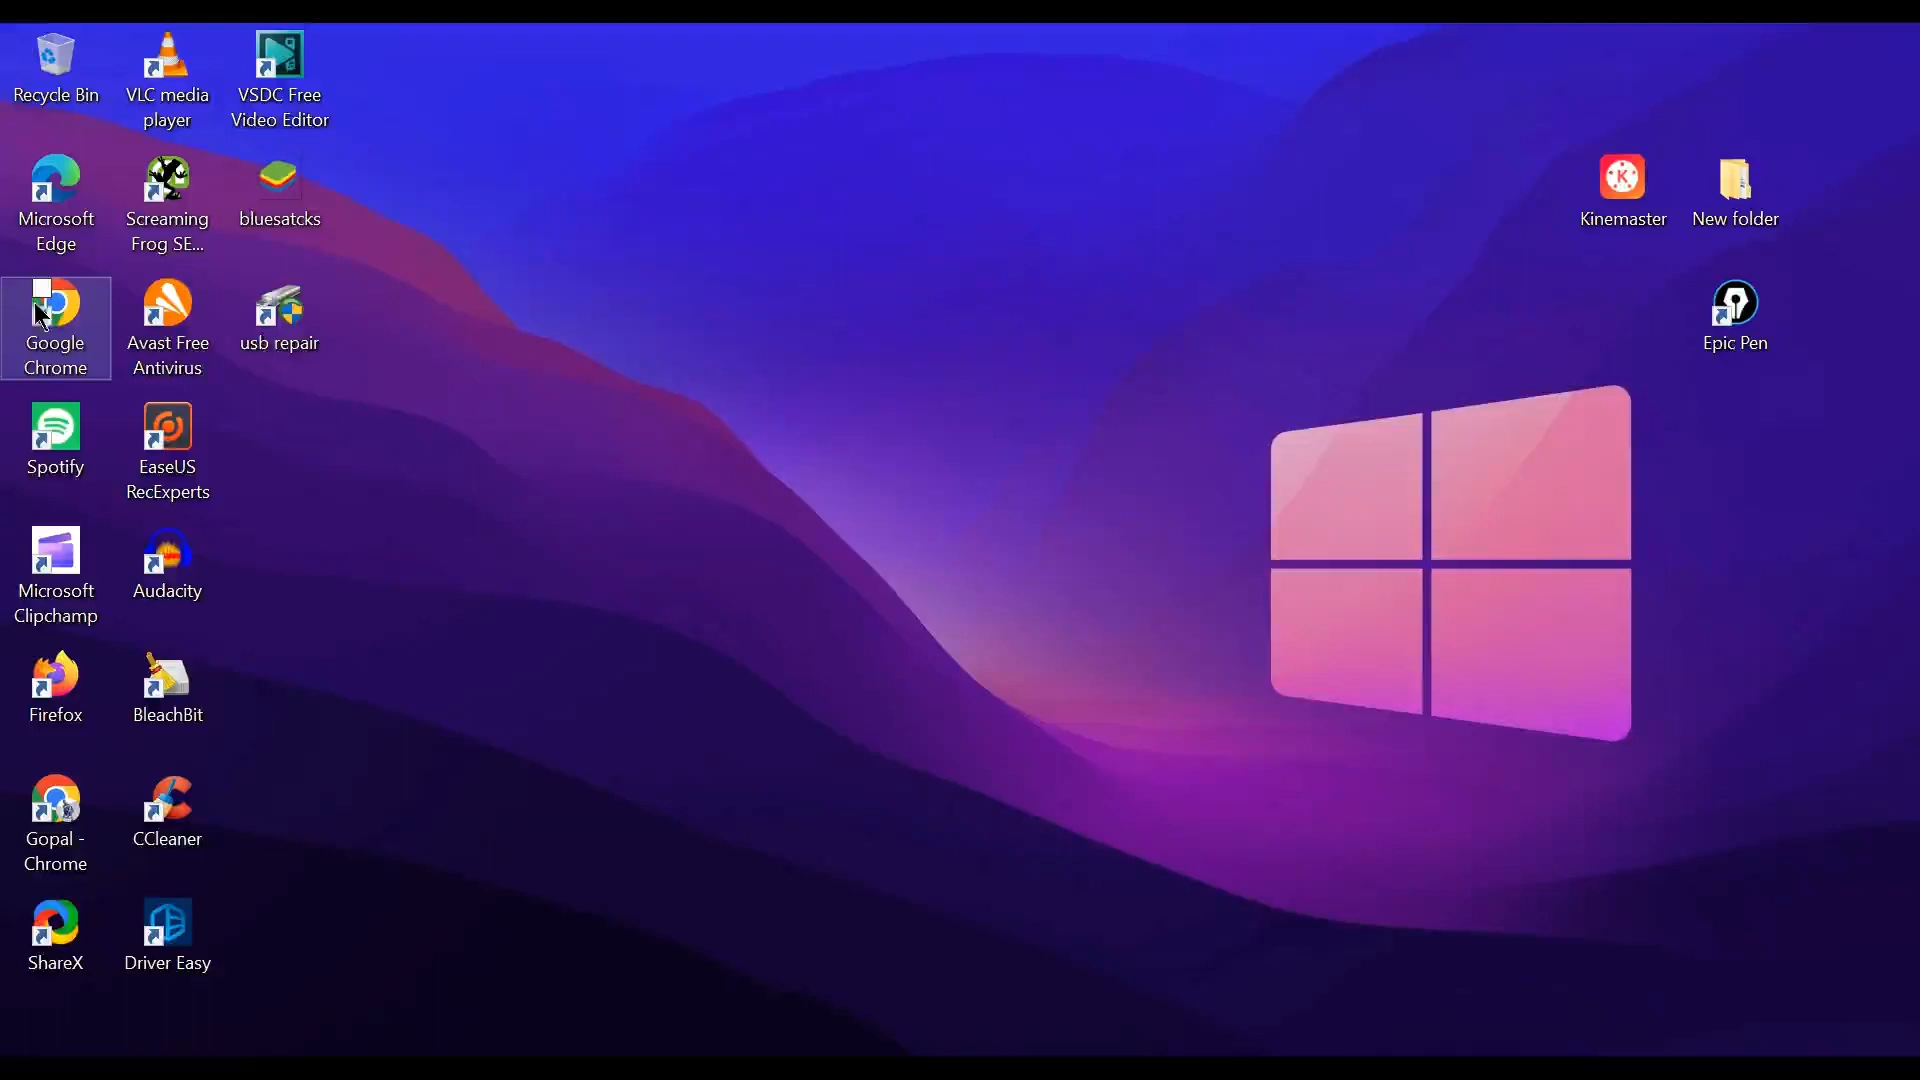 Recycle Bin
VLC media
player
VSDC Free
Video Editor
Microsoft
Edge
Screaming
Frog SE...
bluesatcks
Kinemaster
New folder
Google
Chrome
Avast Free
Antivirus
usb repair
Epic Pen
Spotify
EaseUS
RecExperts
Microsoft
Clipchamp
Audacity
Firefox
BleachBit
Gopal -
Chrome
CCleaner
ShareX
Driver Easy